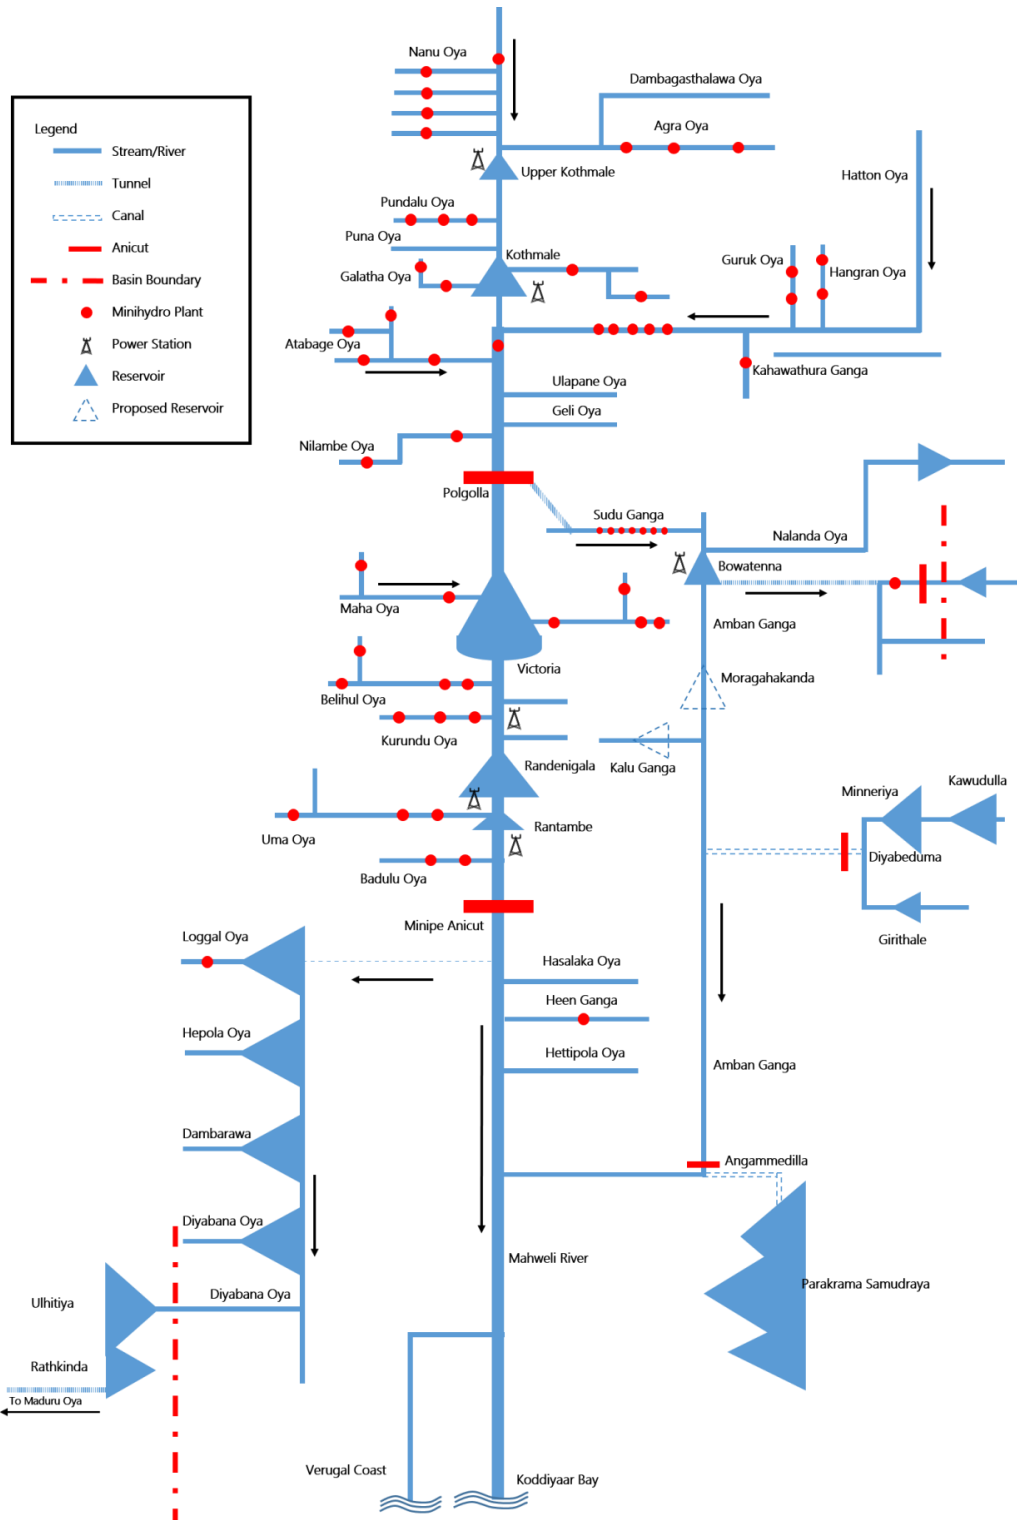 Nanu Oya
Dambagasthalawa Oya
Agra Oya
Legend
Stream/River
Tunnel
Canal
Anicut
Basin Boundary
Minihydro Plant
Power Station
Reservoir
Proposed Reservoir
Upper Kothmale
Hatton Oya
Pundalu Oya
Puna Oya
Kothmale
Galatha Oya
Guruk Oya
Hangran Oya
Atabage Oya
Kahawathura Ganga
Ulapane Oya
Geli Oya
Nilambe Oya
Polgolla
Sudu Ganga
Nalanda Oya
Bowatenna
Maha Oya
Amban Ganga
Victoria
Moragahakanda
Belihul Oya
Kurundu Oya
Randenigala
Kalu Ganga
Minneriya
Kawudulla
Uma Oya
Rantambe
Diyabeduma
Badulu Oya
Minipe Anicut
Girithale
Loggal Oya
Hasalaka Oya
Heen Ganga
Hepola Oya
Hettipola Oya
Amban Ganga
Dambarawa
Angammedilla
Diyabana Oya
Mahweli River
Parakrama Samudraya
Diyabana Oya
Ulhitiya
Rathkinda
To Maduru Oya
Verugal Coast
Koddiyaar Bay